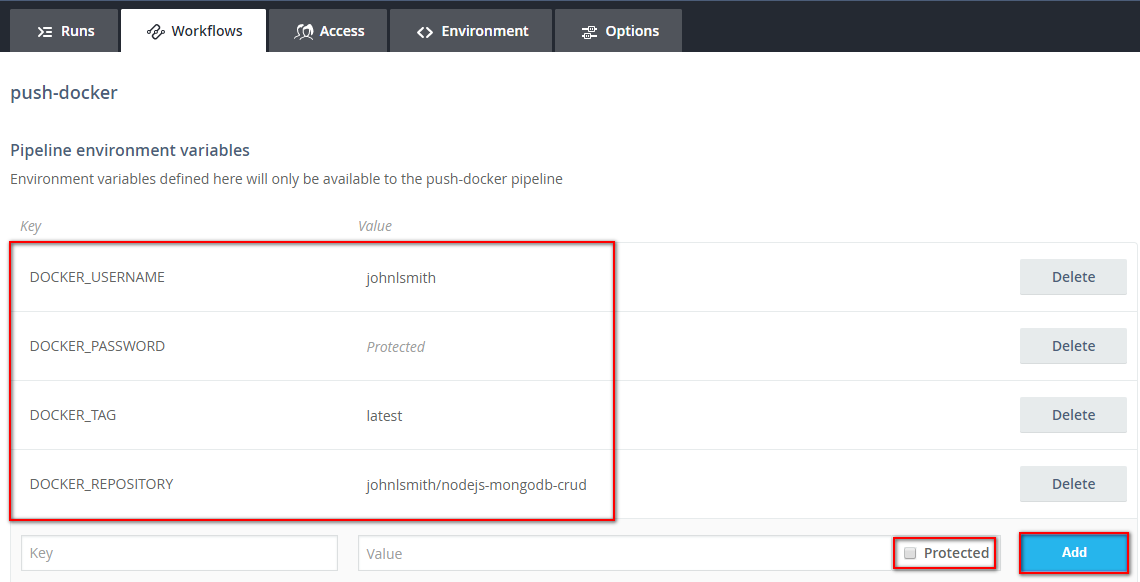 Runs Workflows Access Environment Options
push-docker
Pipeline environment variables
Environment variables defined here will only be available to the push-docker pipeline
Key Value
DOCKER_USERNAME johnlsmith Delete
DOCKER_PASSWORD Protected Delete
DOCKER_TAG latest Delete
DOCKER_REPOSITORY johnlsmith/nodejs-mongodb-crud Delete
Key Value Protected Add